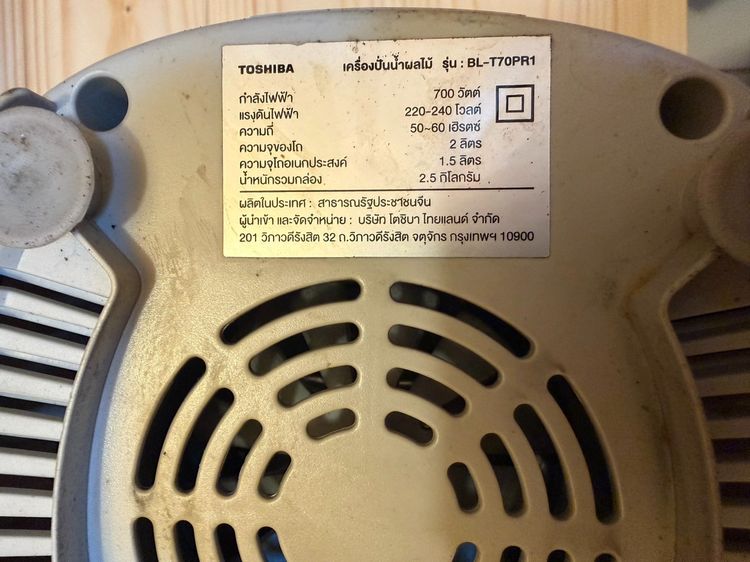 TOSHIBA เครื่องปั่นน้ำผลไม้ รุ่น : BL-T70PR1
กำลังไฟฟ้า 700 วัตต์
แรงดันไฟฟ้า 220-240 โวลต์
ความถี่ 50~60 เฮิรตซ์
ความจุของโถ 2 ลิตร
ความจุโถอเนกประสงค์ 1.5 ลิตร
น้ำหนักรวมกล่อง 2.5 กิโลกรัม
ผลิตในประเทศ : สาธารณรัฐประชาชนจีน
ผู้นำเข้า และจัดจำหน่าย : บริษัท โตชิบา ไทยแลนด์ จำกัด
201 วิภาวดีรังสิต 32 ถ.วิภาวดีรังสิต จตุจักร กรุงเทพฯ 10900